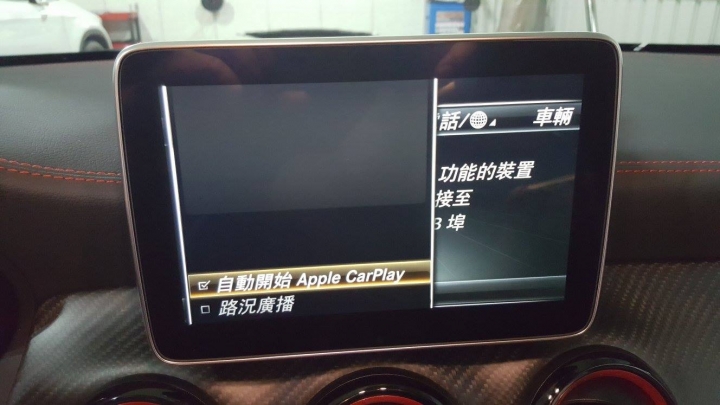 話/ 車輛
功能的裝置
接至
埠
自動開始 Apple CarPlay
路況廣播